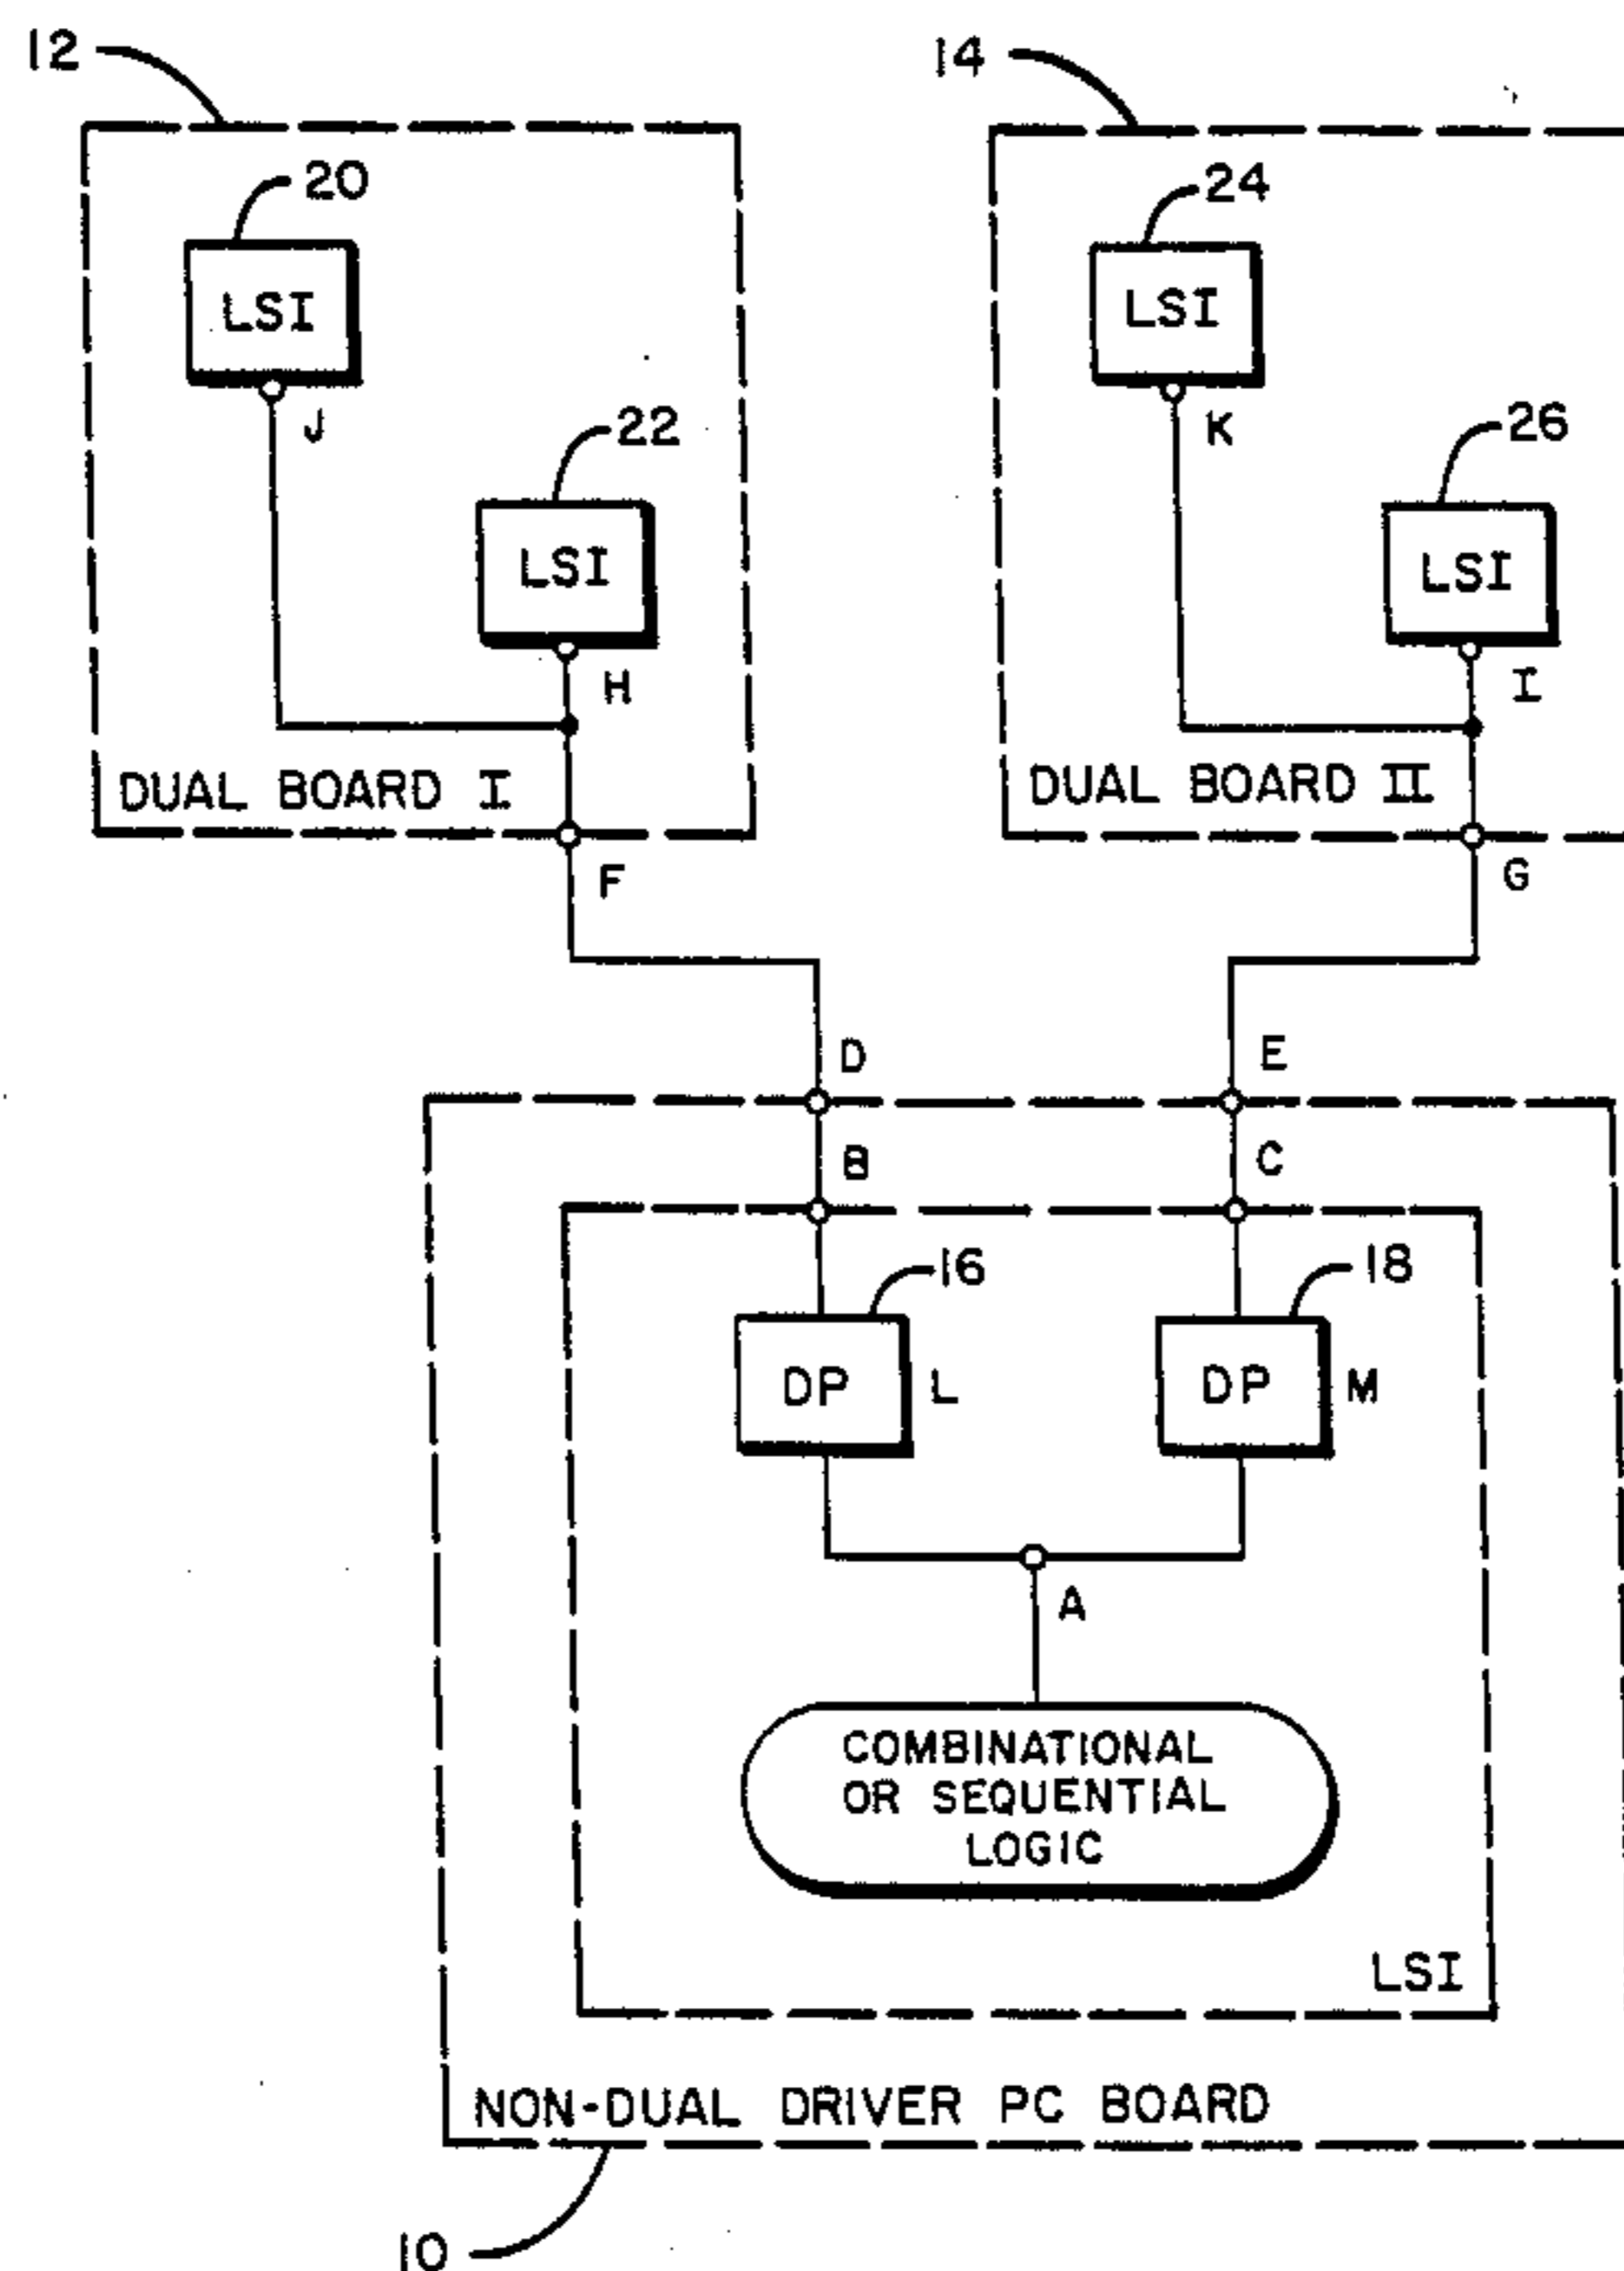 12
14
20
24
LSI
LSI
J
22
K
26
LSI
LSI
H
I
DUAL BOARD I
DUAL BOARD II
F
G
D
E
B
C
16
18
DP
L
DP
M
A
COMBINATIONAL
OR SEQUENTIAL
LOGIC
LSI
NON-DUAL DRIVER PC BOARD
10